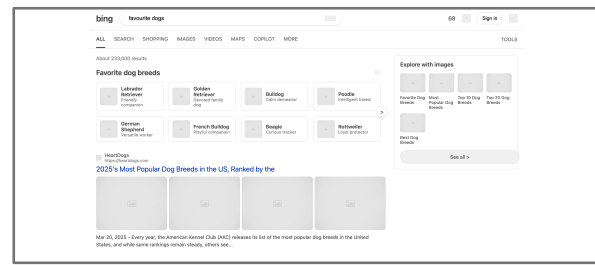 bing
favourite dogs
68
Sign in
ALL SEARCH SHOPPING IMAGES VIDEOS MAPS COPILOT MORE
TOOLS
About 233,000 results
Favorite dog breeds
Labrador
Retriever
Friendly
companion
Golden
Retriever
Devoted family
dog
Bulldog
Calm demeanor
Poodle
Intelligent breed
German
Shepherd
Versatile worker
French Bulldog
Playful companion
Beagle
Curious tracker
Rottweiler
Loyal protector
>
HeartDogs
https://heartdogs.com
2025's Most Popular Dog Breeds in the US, Ranked by the
Mar 20, 2025 - Every year, the American Kennel Club (AKC) releases its list of the most popular dog breeds in the United
States, and while some rankings remain steady, others see...
Explore with images
Favorite Dog
Breeds
Most
Popular Dog
Breeds
Top 10 Dog
Breeds
Top 20 Dog
Breeds
Best Dog
Breeds
See all >